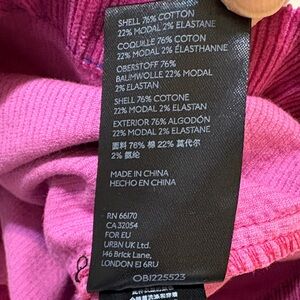 SHELL 76% COTTON
22% MODAL 2% ELASTANE
COQUILLE 76% COTON
22% MODAL 2% ÉLASTHANNE
OBERSTOFF 76%
BAUMWOLLE 22% MODAL
2% ELASTAN
SHELL 76% COTONE
22% MODAL 2% ELASTAN
EXTERIOR 76% ALGODÓN
22% MODAL 2% ELASTANO
面料 76% 棉 22% 莫代尔
2% 氨纶
MADE IN CHINA
HECHO EN CHINA
RN 66170
CA 32054
FOR EU
URBN UK Ltd.
146 Brick Lane,
LONDON E1 6RU
OB1225523